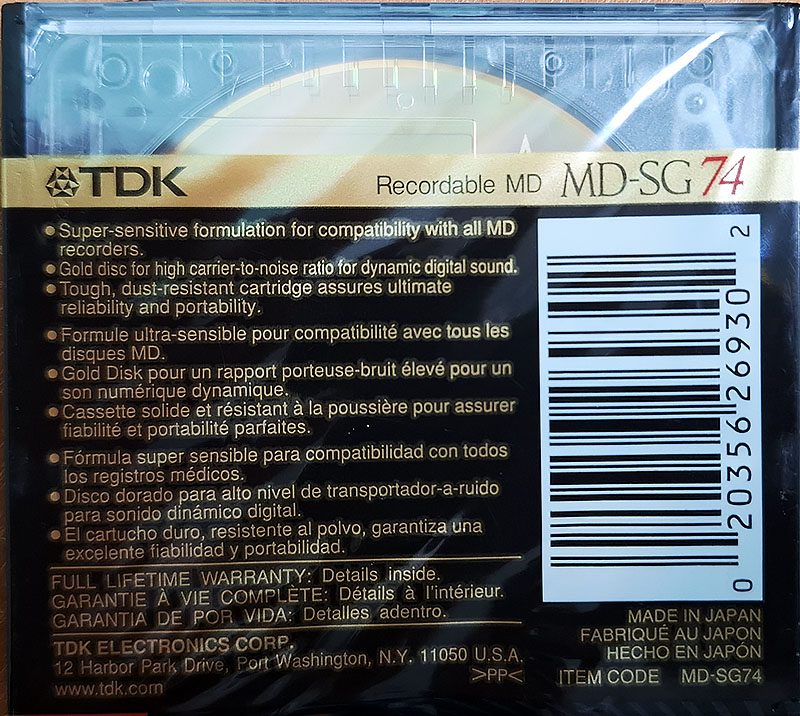 TDK
Recordable MD MD-SG 74
• Super-sensitive formulation for compatibility with all MD
recorders.
• Gold disc for high carrier-to-noise ratio for dynamic digital sound.
• Tough, dust-resistant cartridge assures ultimate
reliability and portability.
• Formule ultra-sensible pour compatibilité avec tous les
disques MD.
• Gold Disk pour un rapport porteuse-bruit élevé pour un
son numérique dynamique.
• Cassette solide et résistant à la poussière pour assurer
fiabilité et portabilité parfaites.
• Fórmula super sensible para compatibilidad con todos
los registros médicos.
• Disco dorado para alto nivel de transportador-a-ruido
para sonido dinámico digital.
• El cartucho duro, resistente al polvo, garantiza una
excelente fiabilidad y portabilidad.
FULL LIFETIME WARRANTY: Details inside.
GARANTIE À VIE COMPLÈTE: Détails à l'intérieur.
GARANTIA DE POR VIDA: Detalles adentro.
TDK ELECTRONICS CORP.
12 Harbor Park Drive, Port Washington, N.Y. 11050 U.S.A.
>PP<
www.tdk.com
0 20356 26930 2
MADE IN JAPAN
FABRIQUÉ AU JAPON
HECHO EN JAPÓN
ITEM CODE MD-SG74